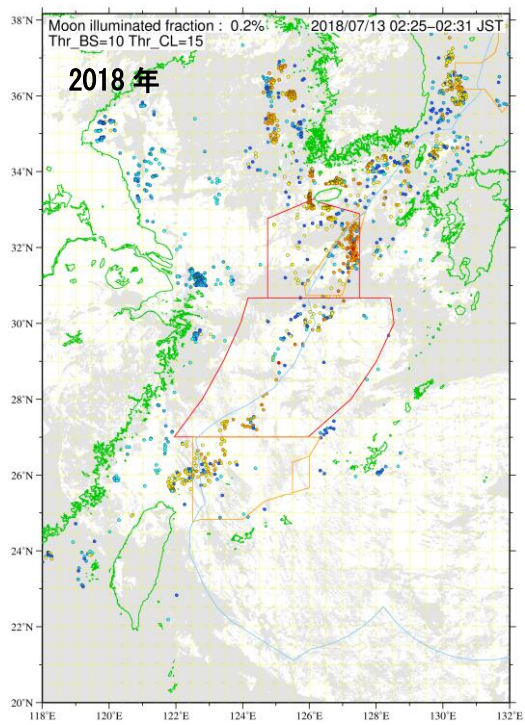 Moon illuminated fraction : 0.2% 2018/07/13 02:25–02:31 JST
Thr_BS=10 Thr_CL=15
2018 年
38°N
36°N
34°N
32°N
30°N
28°N
26°N
24°N
22°N
20°N
118°E 120°E 122°E 124°E 126°E 128°E 130°E 132°E